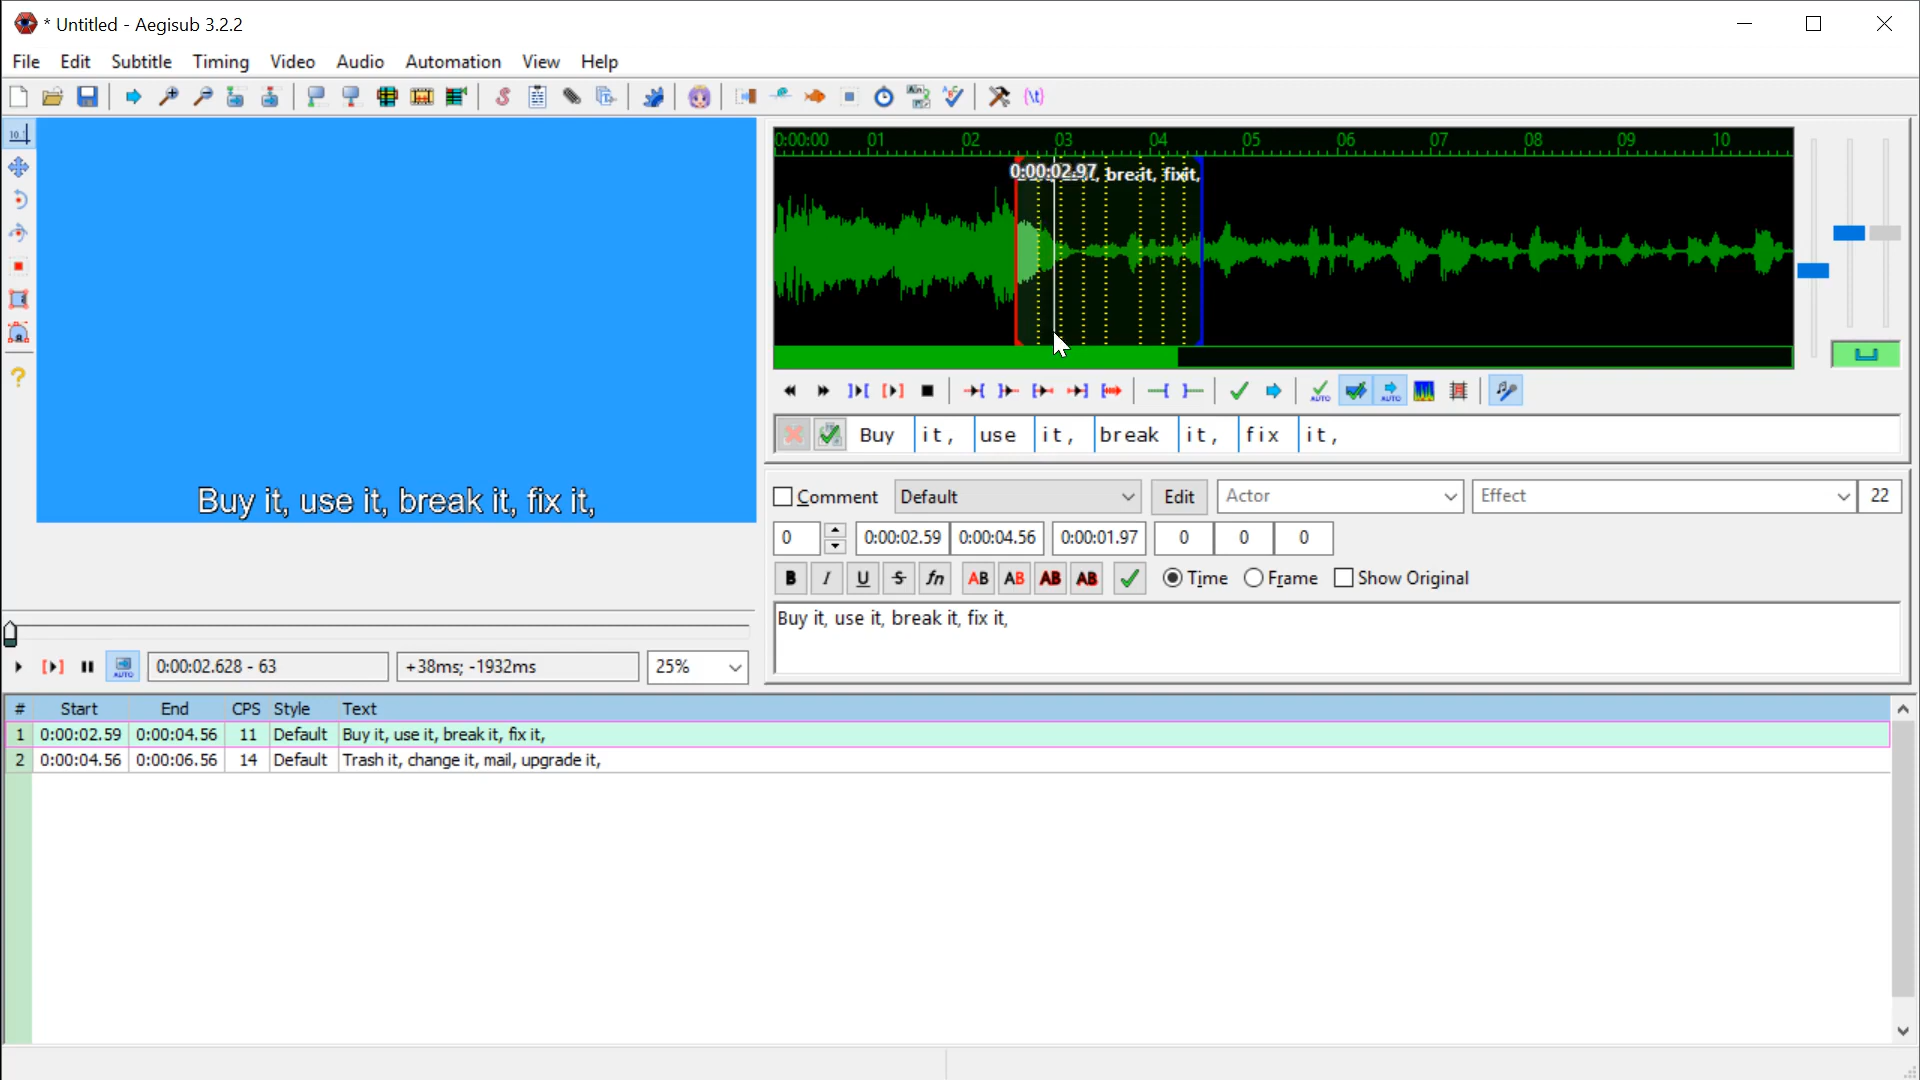 * Untitled - Aegisub 3.2.2
File Edit Subtitle Timing Video Audio Automation View Help
0:00:00 01 02 03 04 05 06 07 08 09 10
0:00:02.97 , break it, fix it,
Buy it, use it, break it, fix it,
Buy it, use it, break it, fix it,
Comment Default Edit Actor Effect 22
0 0:00:02.59 0:00:04.56 0:00:01.97 0 0 0
B I U S fn AB AB AB AB Time Frame Show Original
Buy it, use it, break it, fix it,
AUTO 0:00:02.628 - 63 +38ms; -1932ms 25%
# Start End CPS Style Text
1 0:00:02.59 0:00:04.56 11 Default Buy it, use it, break it, fix it,
2 0:00:04.56 0:00:06.56 14 Default Trash it, change it, mail, upgrade it,